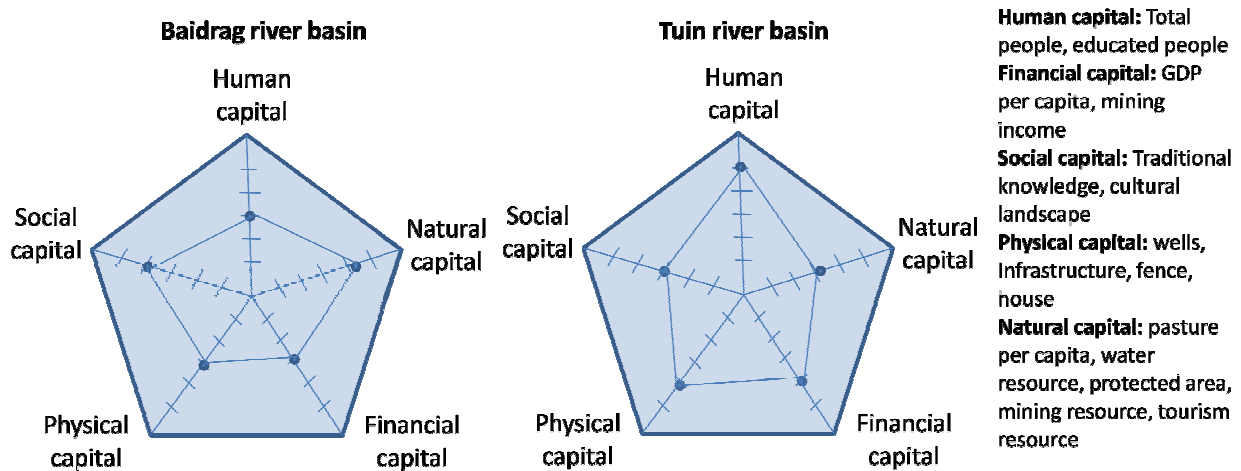 Baidrag river basin
Human
capital
Social
capital
Natural
capital
Physical
capital
Financial
capital
Tuin river basin
Human
capital
Social
capital
Natural
capital
Physical
capital
Financial
capital
Human capital: Total
people, educated people
Financial capital: GDP
per capita, mining
income
Social capital: Traditional
knowledge, cultural
landscape
Physical capital: wells,
Infrastructure, fence,
house
Natural capital: pasture
per capita, water
resource, protected area,
mining resource, tourism
resource